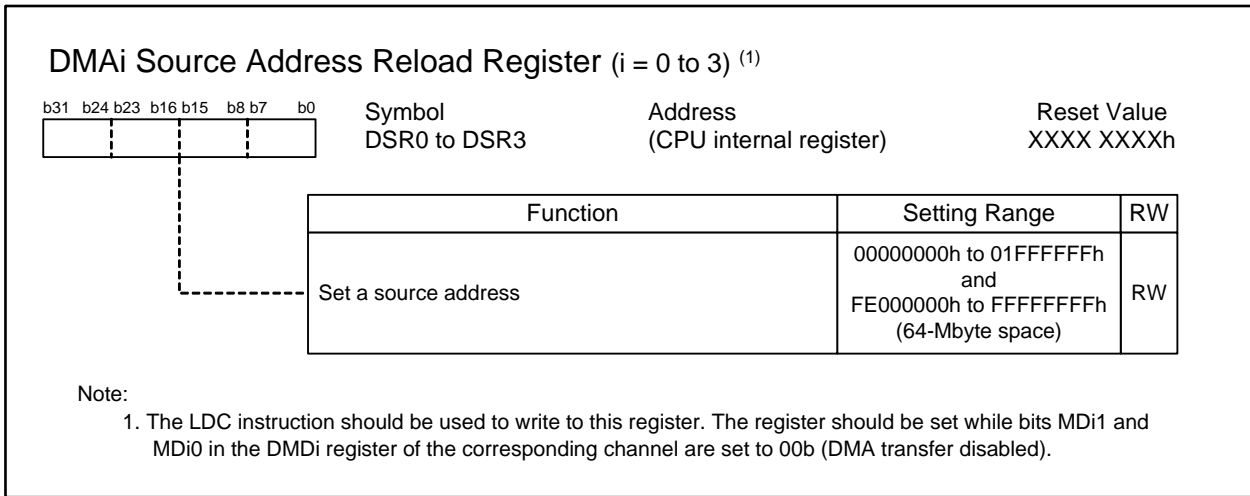 DMAi Source Address Reload Register (i = 0 to 3) (1)
b31 b24 b23 b16 b15 b8 b7 b0
Symbol Address Reset Value
DSR0 to DSR3 (CPU internal register) XXXX XXXXh
Function Setting Range RW
Set a source address
00000000h to 01FFFFFFh
and
FE000000h to FFFFFFFFh
(64-Mbyte space)
RW
Note:
1. The LDC instruction should be used to write to this register. The register should be set while bits MDi1 and
MDi0 in the DMDi register of the corresponding channel are set to 00b (DMA transfer disabled).